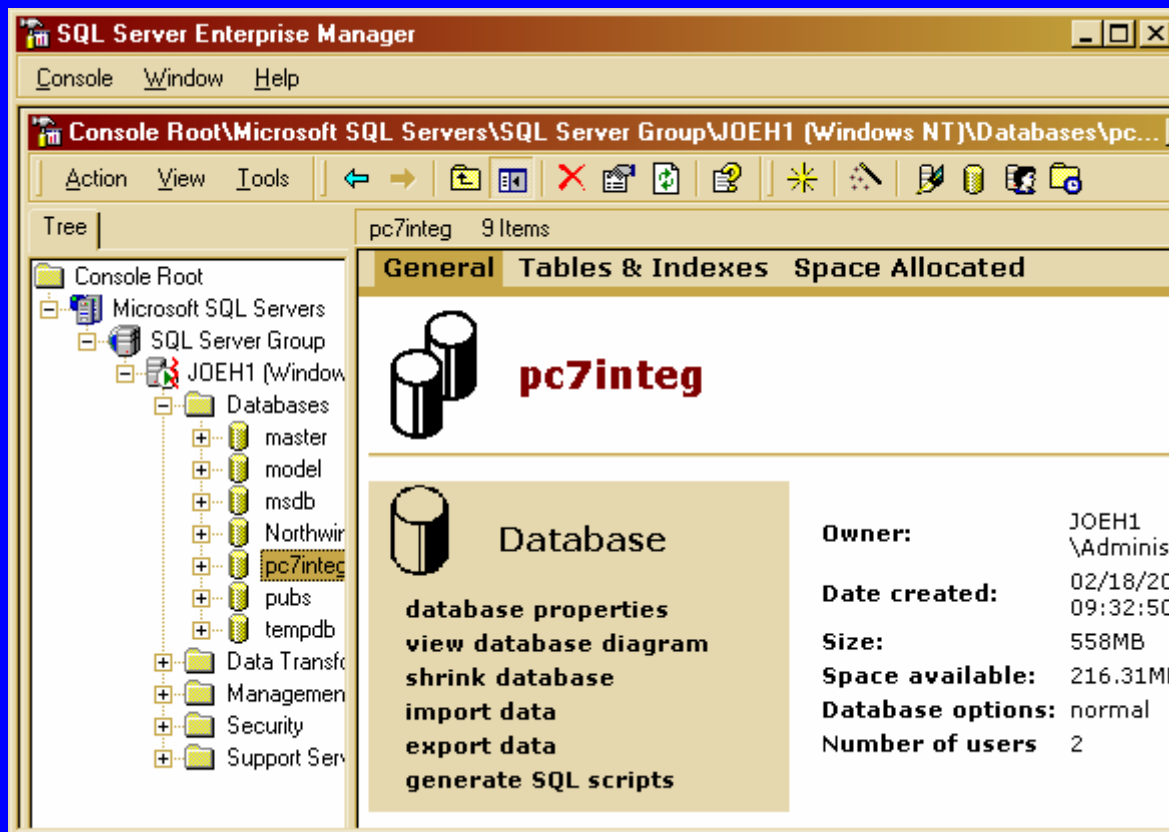 SQL Server Enterprise Manager
Console Window Help
Console Root\Microsoft SQL Servers\SQL Server Group\JOEH1 (Windows NT)\Databases\pc...
Action View Tools
Tree
pc7integ 9 Items
Console Root
Microsoft SQL Servers
SQL Server Group
JOEH1 (Window
Databases
master
model
msdb
Northwin
pc7integ
pubs
tempdb
Data Transfo
Managemen
Security
Support Serv
General Tables & Indexes Space Allocated
pc7integ
Database
database properties
view database diagram
shrink database
import data
export data
generate SQL scripts
Owner: JOEH1
\Adminis
Date created: 02/18/20
09:32:50
Size: 558MB
Space available: 216.31M
Database options: normal
Number of users 2